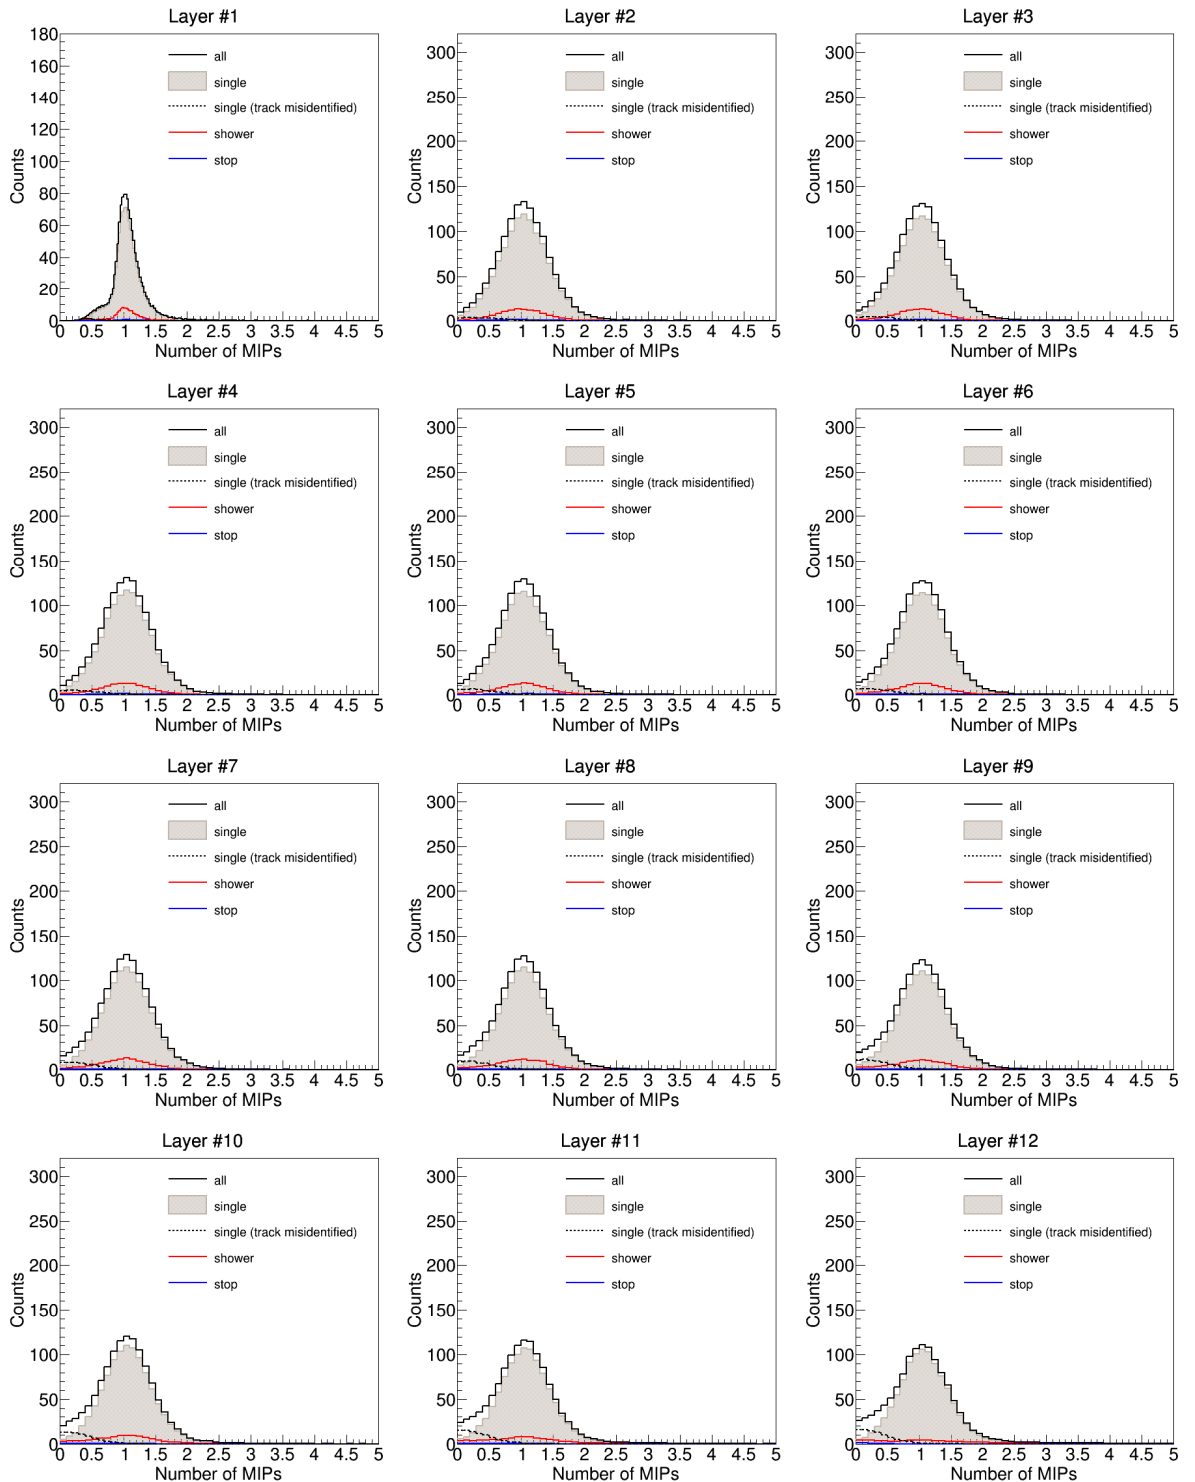 Layer #1
Counts
180
160
140
120
100
80
60
40
20
0
all
single
single (track misidentified)
shower
stop
0 0.5 1 1.5 2 2.5 3 3.5 4 4.5 5
Number of MIPs
Layer #2
Counts
300
250
200
150
100
50
0
all
single
single (track misidentified)
shower
stop
0 0.5 1 1.5 2 2.5 3 3.5 4 4.5 5
Number of MIPs
Layer #3
Counts
300
250
200
150
100
50
0
all
single
single (track misidentified)
shower
stop
0 0.5 1 1.5 2 2.5 3 3.5 4 4.5 5
Number of MIPs
Layer #4
Counts
300
250
200
150
100
50
0
all
single
single (track misidentified)
shower
stop
0 0.5 1 1.5 2 2.5 3 3.5 4 4.5 5
Number of MIPs
Layer #5
Counts
300
250
200
150
100
50
0
all
single
single (track misidentified)
shower
stop
0 0.5 1 1.5 2 2.5 3 3.5 4 4.5 5
Number of MIPs
Layer #6
Counts
300
250
200
150
100
50
0
all
single
single (track misidentified)
shower
stop
0 0.5 1 1.5 2 2.5 3 3.5 4 4.5 5
Number of MIPs
Layer #7
Counts
300
250
200
150
100
50
0
all
single
single (track misidentified)
shower
stop
0 0.5 1 1.5 2 2.5 3 3.5 4 4.5 5
Number of MIPs
Layer #8
Counts
300
250
200
150
100
50
0
all
single
single (track misidentified)
shower
stop
0 0.5 1 1.5 2 2.5 3 3.5 4 4.5 5
Number of MIPs
Layer #9
Counts
300
250
200
150
100
50
0
all
single
single (track misidentified)
shower
stop
0 0.5 1 1.5 2 2.5 3 3.5 4 4.5 5
Number of MIPs
Layer #10
Counts
300
250
200
150
100
50
0
all
single
single (track misidentified)
shower
stop
0 0.5 1 1.5 2 2.5 3 3.5 4 4.5 5
Number of MIPs
Layer #11
Counts
300
250
200
150
100
50
0
all
single
single (track misidentified)
shower
stop
0 0.5 1 1.5 2 2.5 3 3.5 4 4.5 5
Number of MIPs
Layer #12
Counts
300
250
200
150
100
50
0
all
single
single (track misidentified)
shower
stop
0 0.5 1 1.5 2 2.5 3 3.5 4 4.5 5
Number of MIPs